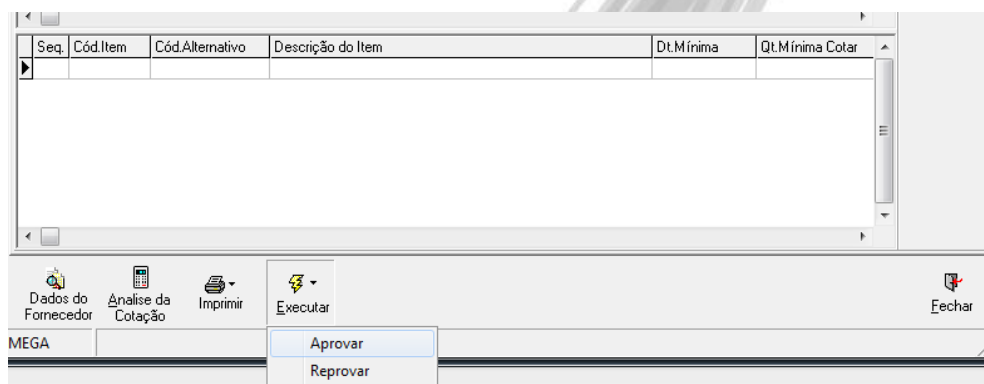 Seq. Cód.Item Cód.Alternativo Descrição do Item Dt.Mínima Qt.Mínima Cotar
Dados do Fornecedor Analise da Cotação Imprimir Executar Fechar
MEGA
Aprovar
Reprovar